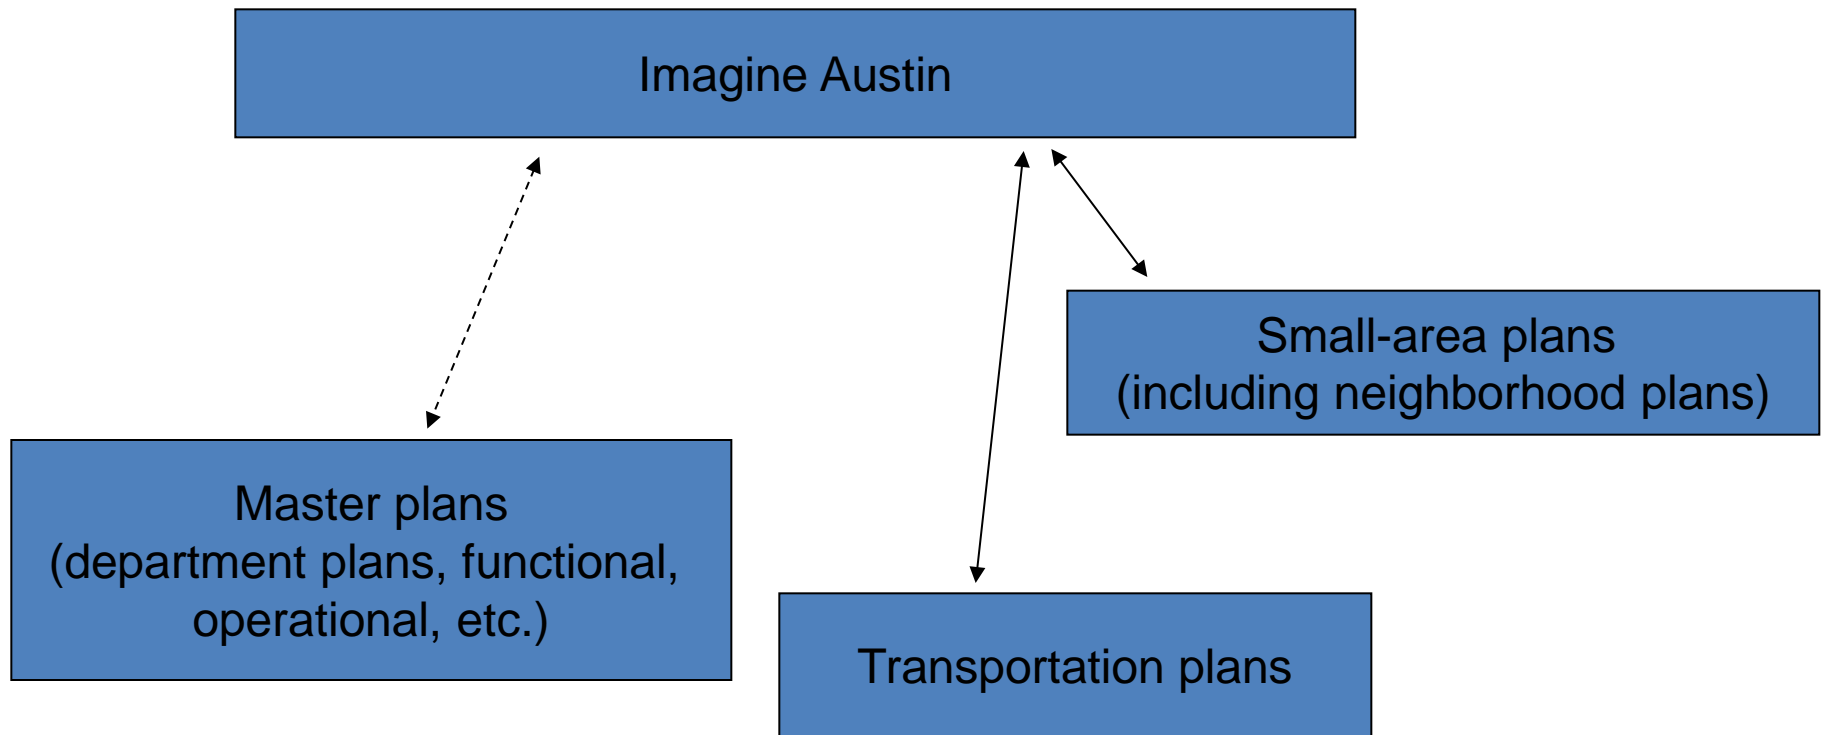 Imagine Austin
Small-area plans
(including neighborhood plans)
Master plans
(department plans, functional,
operational, etc.)
Transportation plans